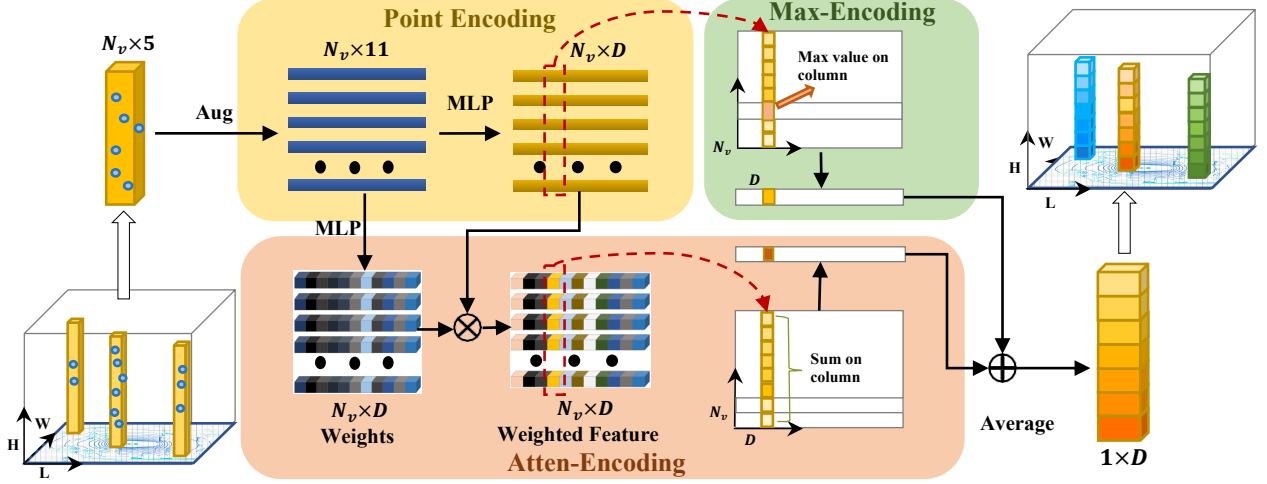 Point Encoding
Max-Encoding
N_v×5
N_v×11
N_v×D
Max value on
column
Aug
MLP
N_v
D
W
H
L
MLP
W
H
L
Sum on
column
N_v
D
N_v×D
Weights
N_v×D
Weighted Feature
Average
1×D
Atten-Encoding